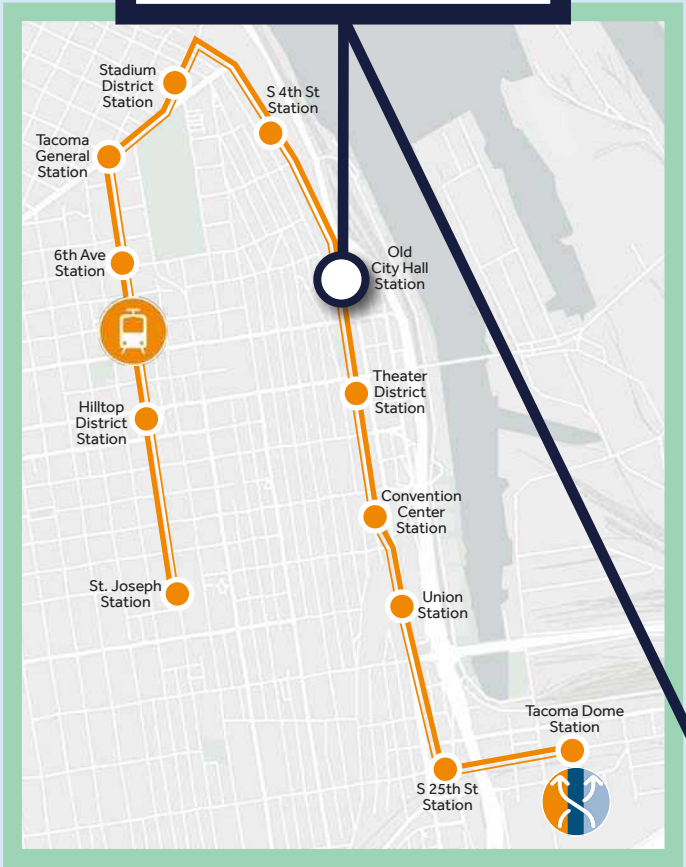 Stadium
District
Station
S 4th St
Station
Tacoma
General
Station
6th Ave
Station
Old
City Hall
Station
Theater
District
Station
Hilltop
District
Station
Convention
Center
Station
St. Joseph
Station
Union
Station
Tacoma Dome
Station
S 25th St
Station